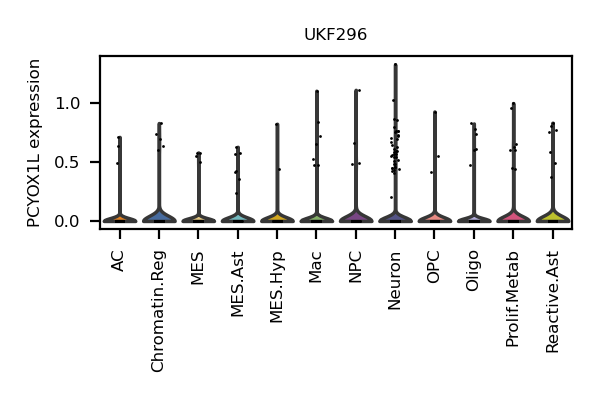 UKF296
PCYOX1L expression
1.0
0.5
0.0
AC
Chromatin.Reg
MES
MES.Ast
MES.Hyp
Mac
NPC
Neuron
OPC
Oligo
Prolif.Metab
Reactive.Ast